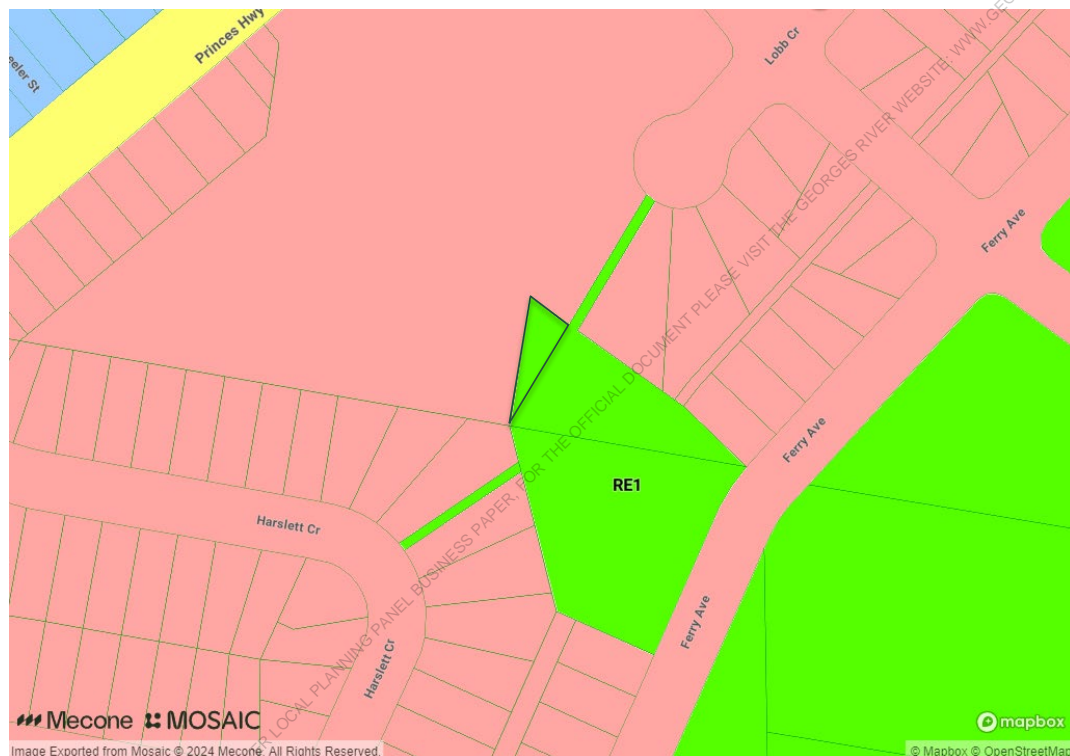 Princes Hwy
eeler St
Lobb Cr
Ferry Ave
Ferry Ave
RE1
Harslett Cr
Ferry Ave
Harslett Cr
R LOCAL PLANNING PANEL BUSINESS PAPER, FOR THE OFFICIAL DOCUMENT PLEASE VISIT THE GEORGES RIVER WEBSITE: WWW.GEO
Mecone MOSAIC
mapbox
Image Exported from Mosaic © 2024 Mecone. All Rights Reserved.
© Mapbox © OpenStreetMap